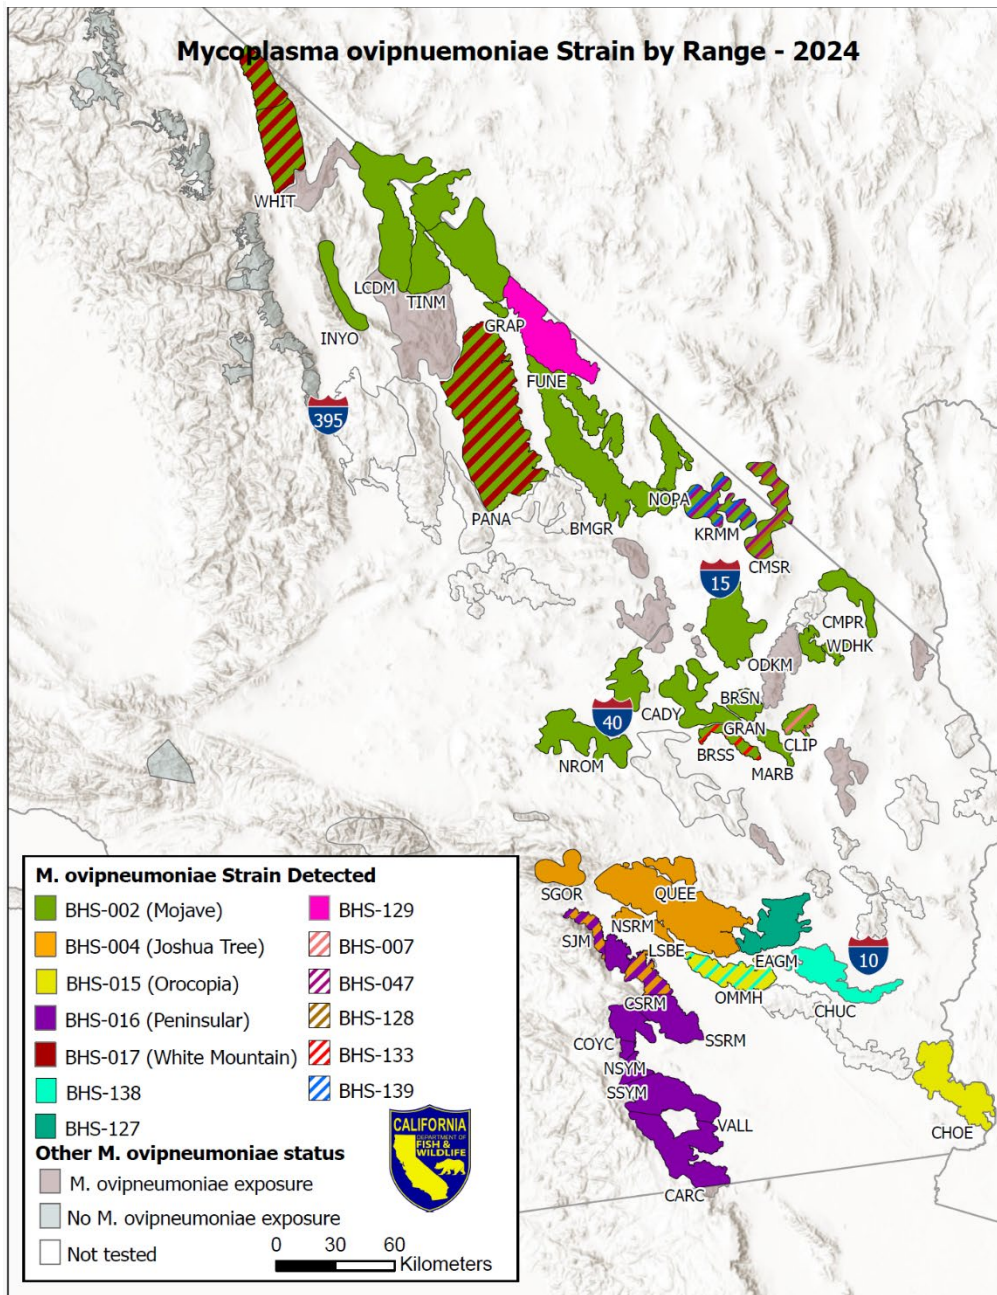 Mycoplasma ovipnuemoniae Strain by Range - 2024
WHIT
LCDM
TINM
INYO
GRAP
FUNE
395
PANA
BMGR
NOPA
KRMM
CMSR
15
CMPR
WDHK
ODKM
BRSN
CADY
40
GRAN
CLIP
BRSS
NROM
MARB
SGOR
QUEE
NSRM
SJM
LSBE
EAGM
10
CSRM
OMMH
CHUC
COYC
SSRM
NSYM
SSYM
VALL
CHOE
CARC
M. ovipneumoniae Strain Detected
BHS-002 (Mojave)
BHS-004 (Joshua Tree)
BHS-015 (Orocopia)
BHS-016 (Peninsular)
BHS-017 (White Mountain)
BHS-138
BHS-127
BHS-129
BHS-007
BHS-047
BHS-128
BHS-133
BHS-139
Other M. ovipneumoniae status
M. ovipneumoniae exposure
No M. ovipneumoniae exposure
Not tested
CALIFORNIA
DEPARTMENT OF
FISH &
WILDLIFE
0 30 60
Kilometers